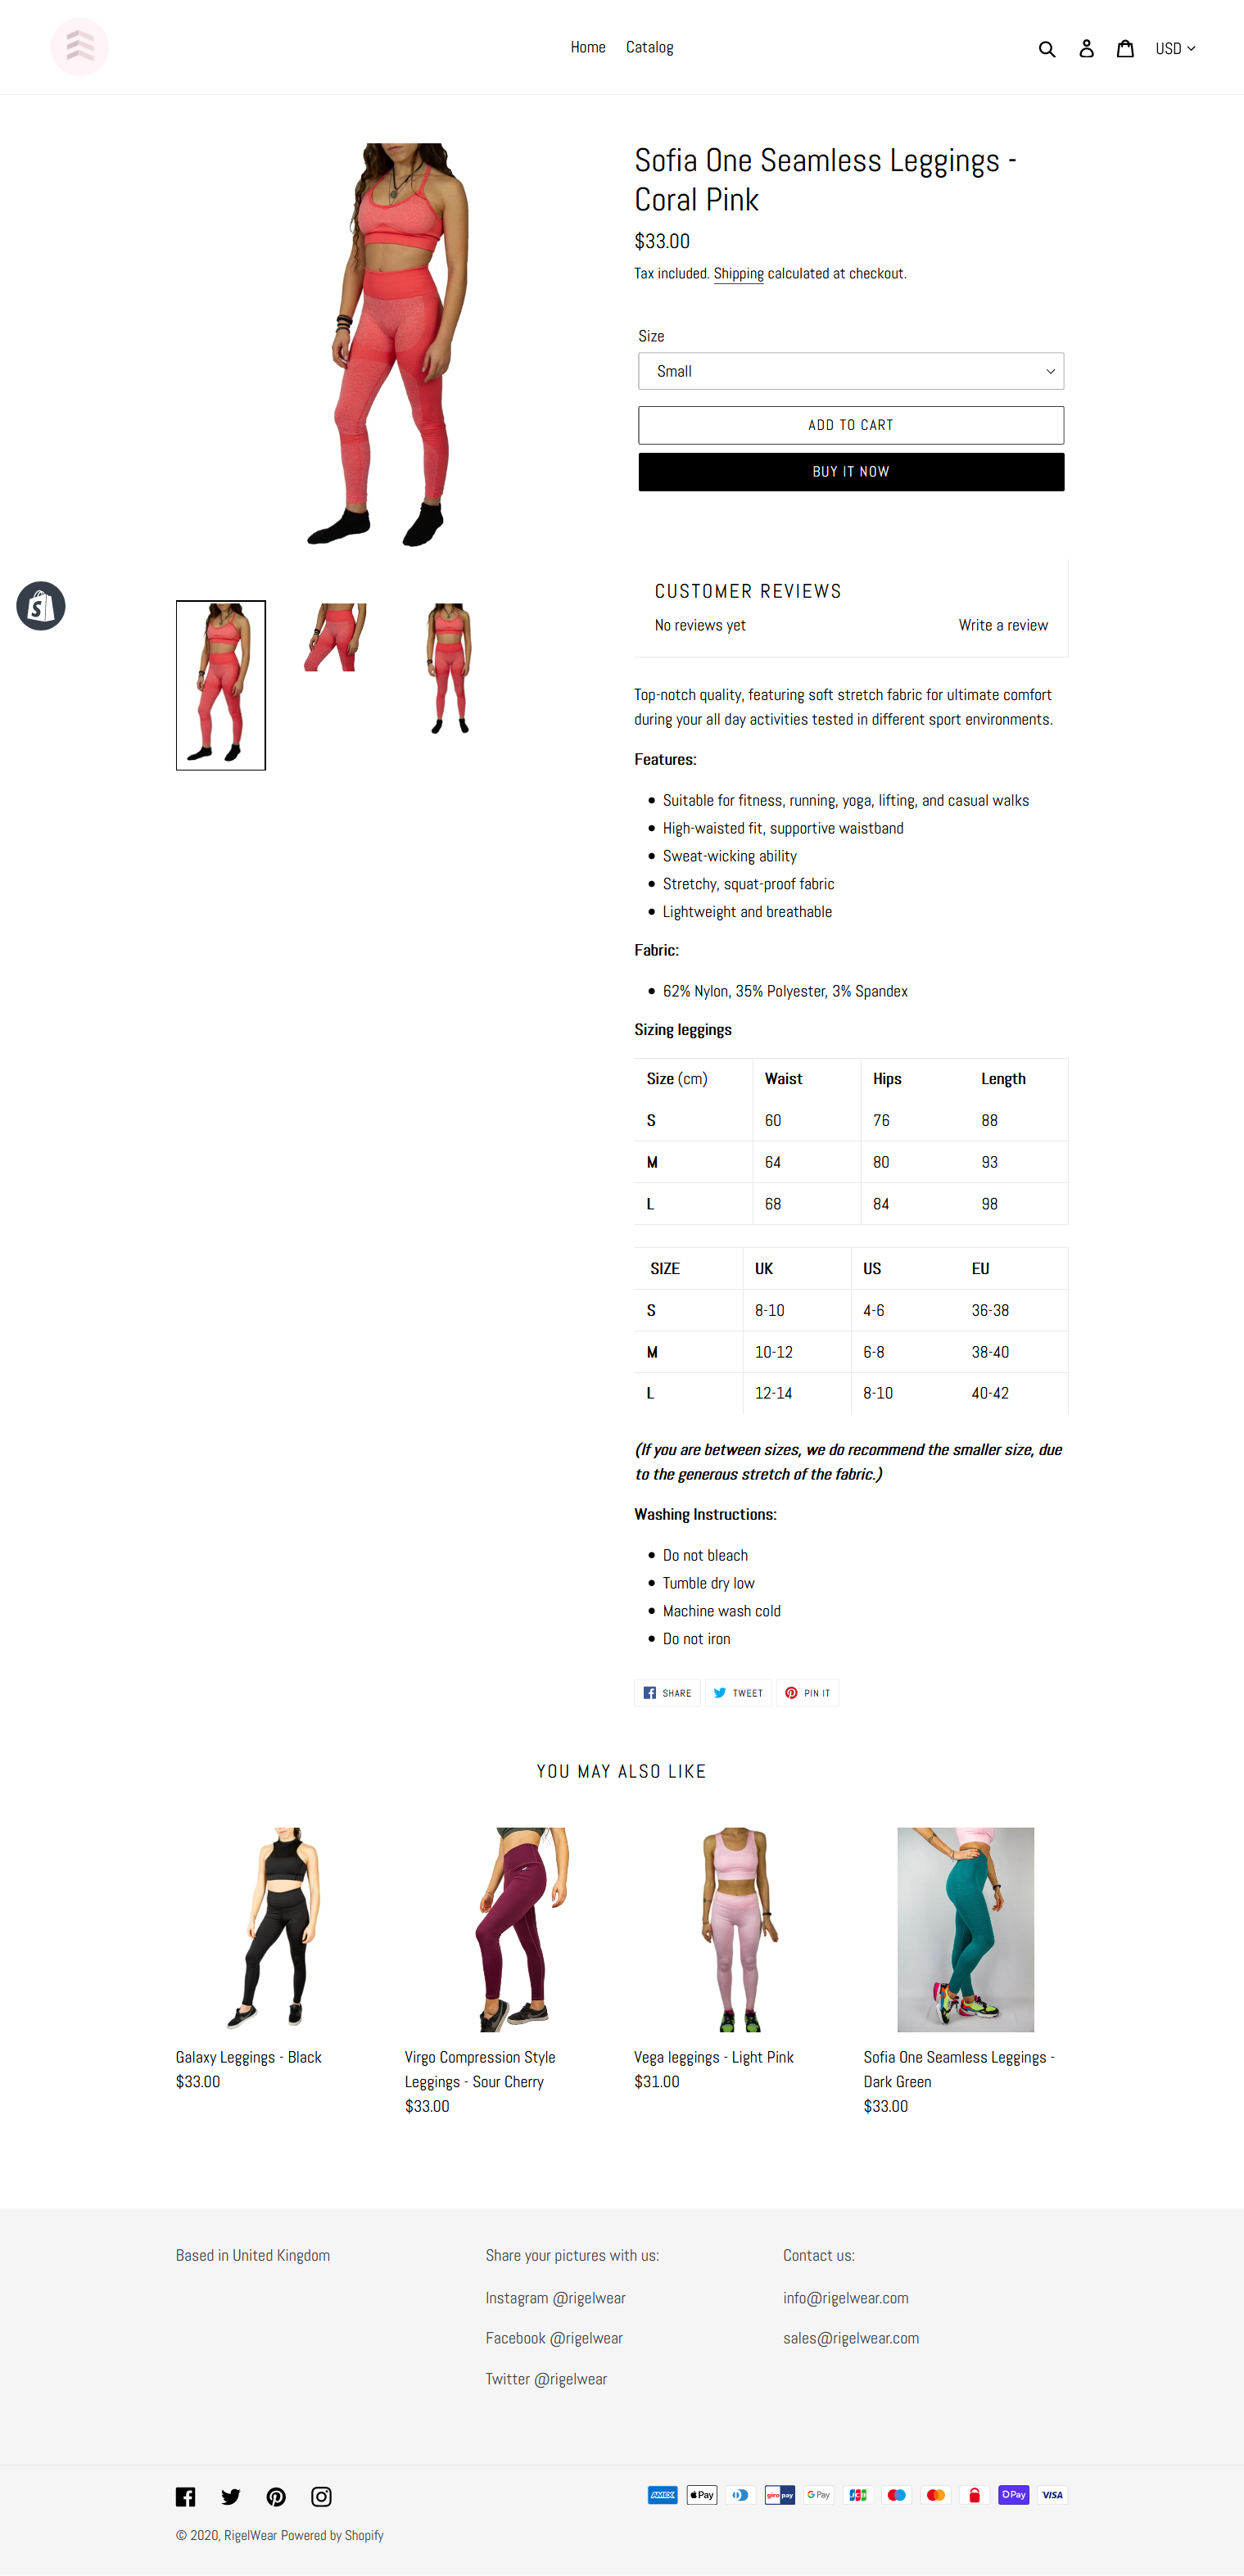 Home Catalog
USD
Sofia One Seamless Leggings -
Coral Pink
$33.00
Tax included. Shipping calculated at checkout.
Size
Small
ADD TO CART
BUY IT NOW
CUSTOMER REVIEWS
No reviews yet Write a review
Top-notch quality, featuring soft stretch fabric for ultimate comfort
during your all day activities tested in different sport environments.
Features:
Suitable for fitness, running, yoga, lifting, and casual walks
High-waisted fit, supportive waistband
Sweat-wicking ability
Stretchy, squat-proof fabric
Lightweight and breathable
Fabric:
62% Nylon, 35% Polyester, 3% Spandex
Sizing leggings
Size (cm) Waist Hips Length
S 60 76 88
M 64 80 93
L 68 84 98
SIZE UK US EU
S 8-10 4-6 36-38
M 10-12 6-8 38-40
L 12-14 8-10 40-42
(If you are between sizes, we do recommend the smaller size, due
to the generous stretch of the fabric.)
Washing Instructions:
Do not bleach
Tumble dry low
Machine wash cold
Do not iron
SHARE TWEET PIN IT
YOU MAY ALSO LIKE
Galaxy Leggings - Black
$33.00
Virgo Compression Style
Leggings - Sour Cherry
$33.00
Vega leggings - Light Pink
$31.00
Sofia One Seamless Leggings -
Dark Green
$33.00
Based in United Kingdom
Share your pictures with us:
Instagram @rigelwear
Facebook @rigelwear
Twitter @rigelwear
Contact us:
info@rigelwear.com
sales@rigelwear.com
AMEX Pay giropay G Pay JCB Pay VISA
© 2020, RigelWear Powered by Shopify